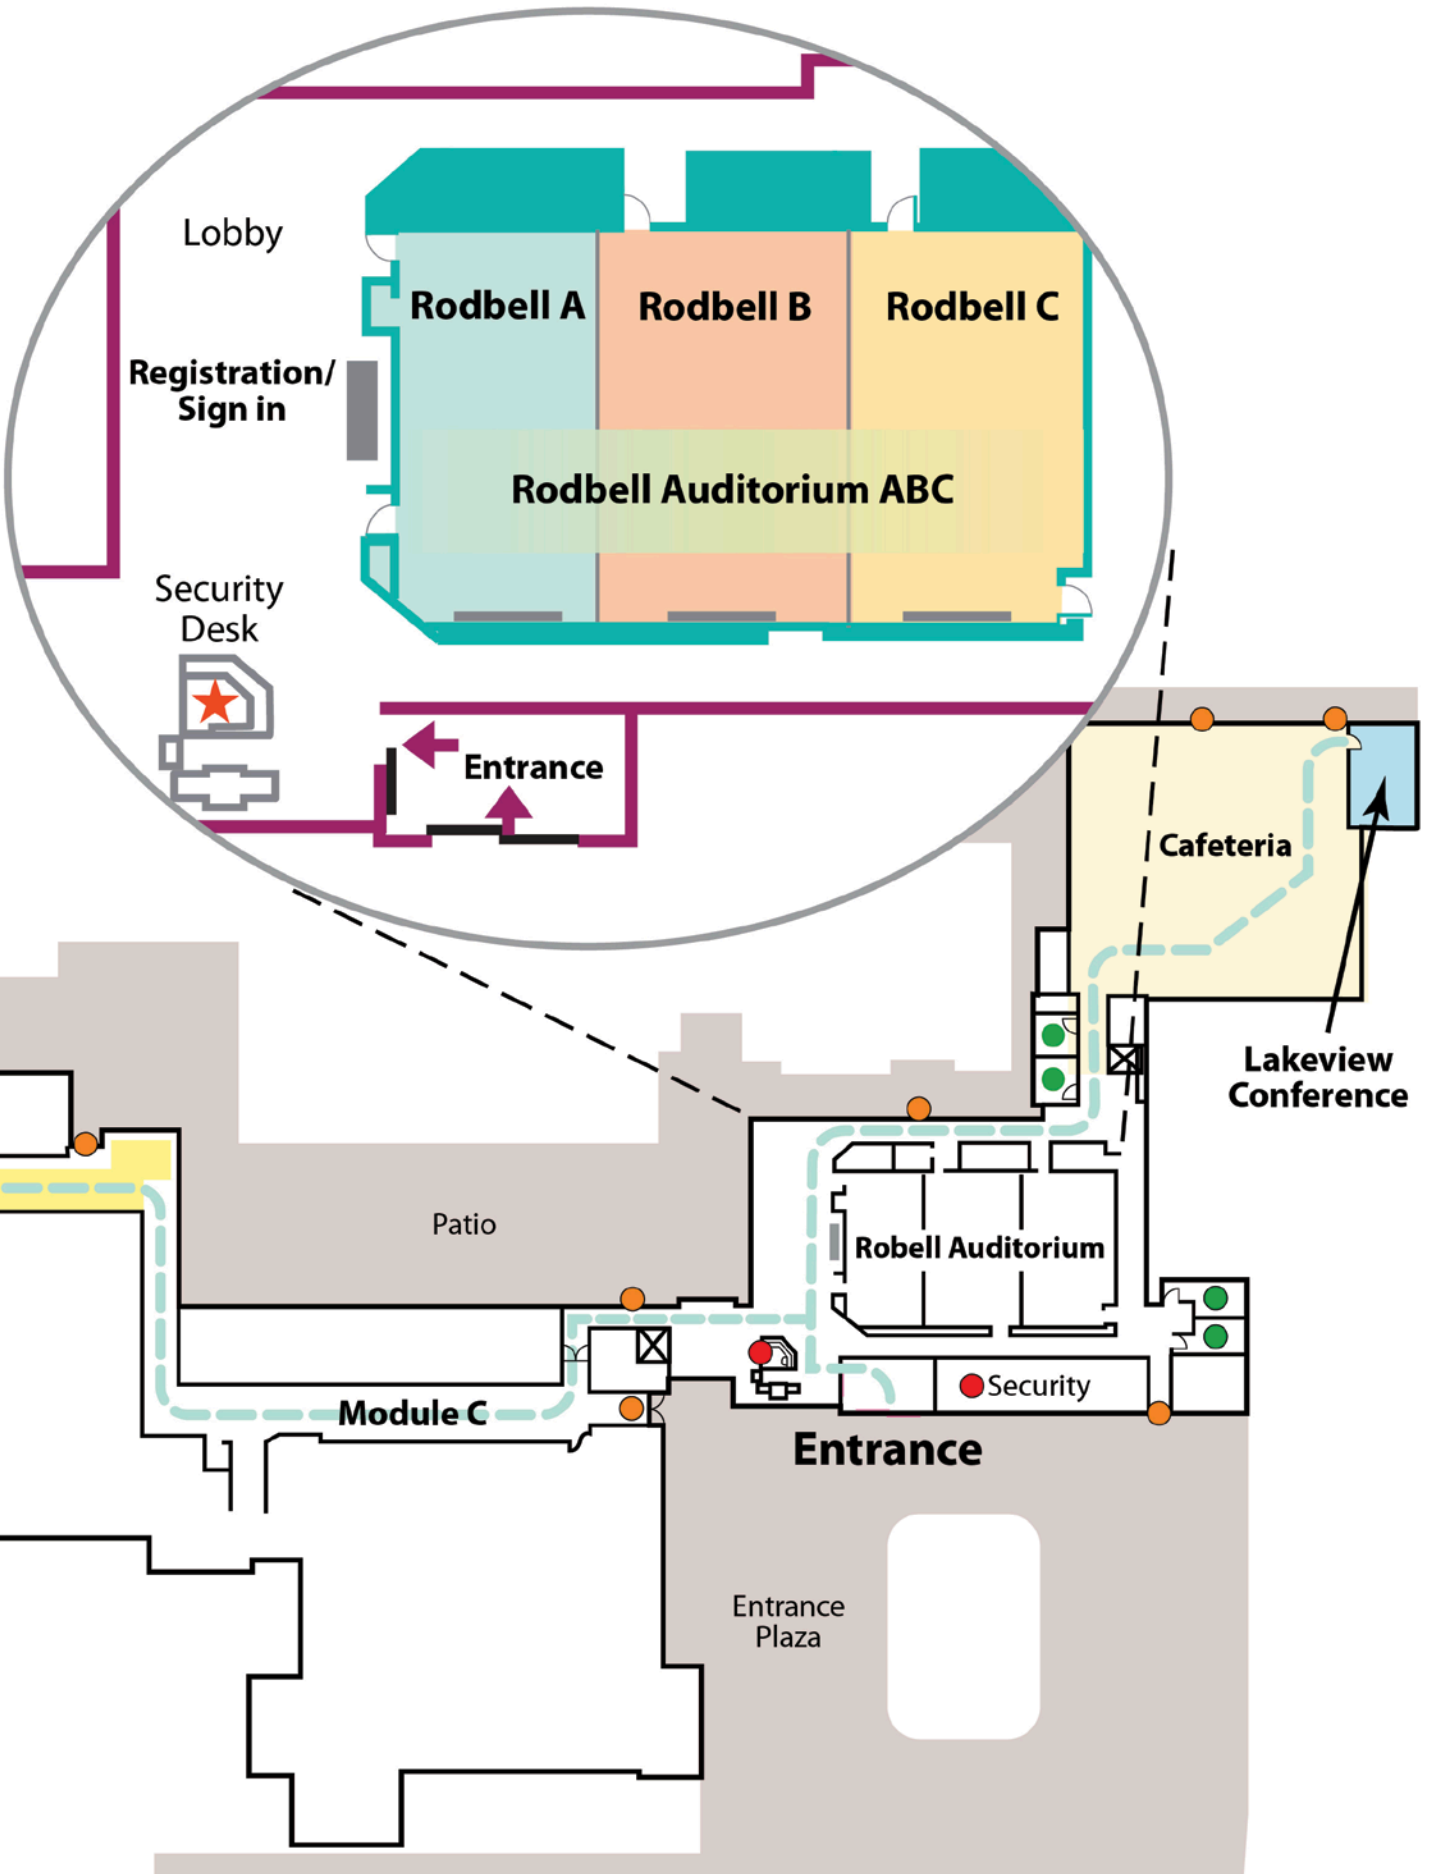 Lobby
Rodbell A
Rodbell B
Rodbell C
Registration/
Sign in
Rodbell Auditorium ABC
Security
Desk
Entrance
Cafeteria
Lakeview
Conference
Patio
Robell Auditorium
Security
Module C
Entrance
Entrance
Plaza